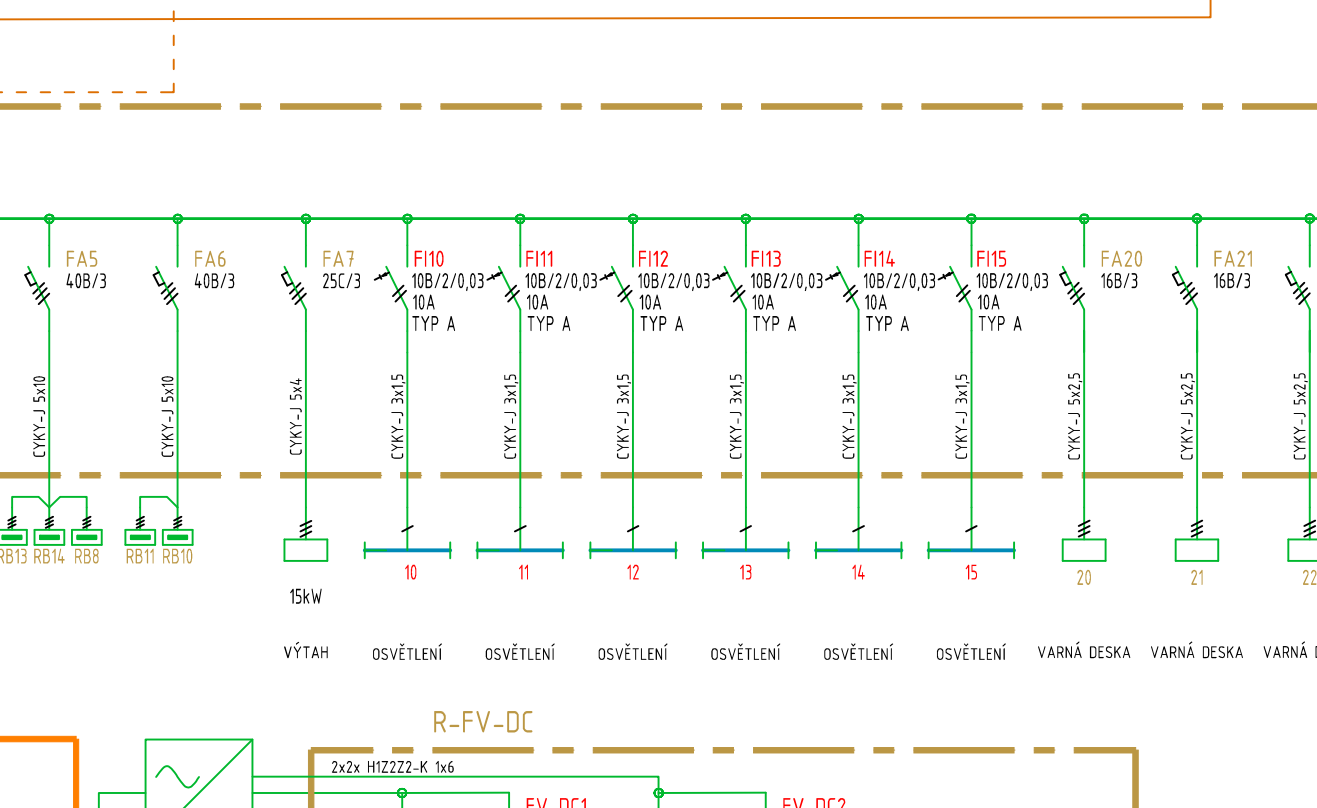 FA5
40B/3
FA6
40B/3
FA7
25C/3
FI10
10B/2/0,03
10A
TYP A
FI11
10B/2/0,03
10A
TYP A
FI12
10B/2/0,03
10A
TYP A
FI13
10B/2/0,03
10A
TYP A
FI14
10B/2/0,03
10A
TYP A
FI15
10B/2/0,03
10A
TYP A
FA20
16B/3
FA21
16B/3
CYKY-J 5x10
CYKY-J 5x10
CYKY-J 5x4
CYKY-J 3x1,5
CYKY-J 3x1,5
CYKY-J 3x1,5
CYKY-J 3x1,5
CYKY-J 3x1,5
CYKY-J 3x1,5
CYKY-J 5x2,5
CYKY-J 5x2,5
CYKY-J 5x2,5
RB13 RB14 RB8 RB11 RB10
10 11 12 13 14 15 20 21 22
15kW
VÝTAH OSVĚTLENÍ OSVĚTLENÍ OSVĚTLENÍ OSVĚTLENÍ OSVĚTLENÍ OSVĚTLENÍ VARNÁ DESKA VARNÁ DESKA VARNÁ
R-FV-DC
2x2x H1Z2Z2-K 1x6
FV-DC1 FV-DC2